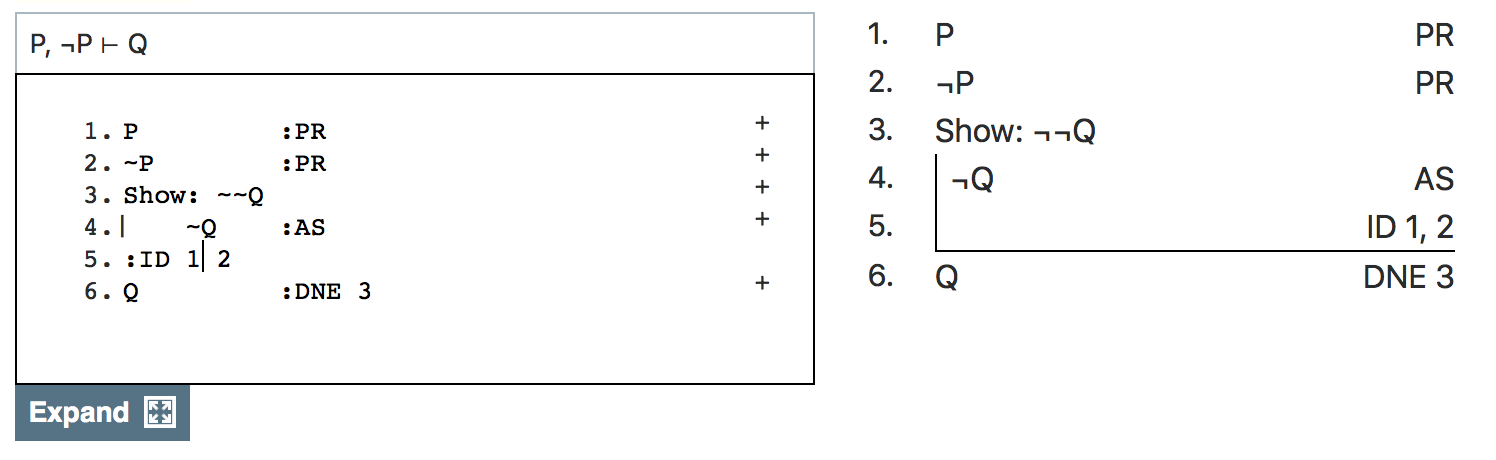 P, ¬P ⊢ Q
1. P :PR +
2. ~P :PR +
3. Show: ~~Q +
4. | ~Q :AS +
5. :ID 1 2
6. Q :DNE 3 +
Expand
1. P PR
2. ¬P PR
3. Show: ¬¬Q
4. ¬Q AS
5. ID 1, 2
6. Q DNE 3